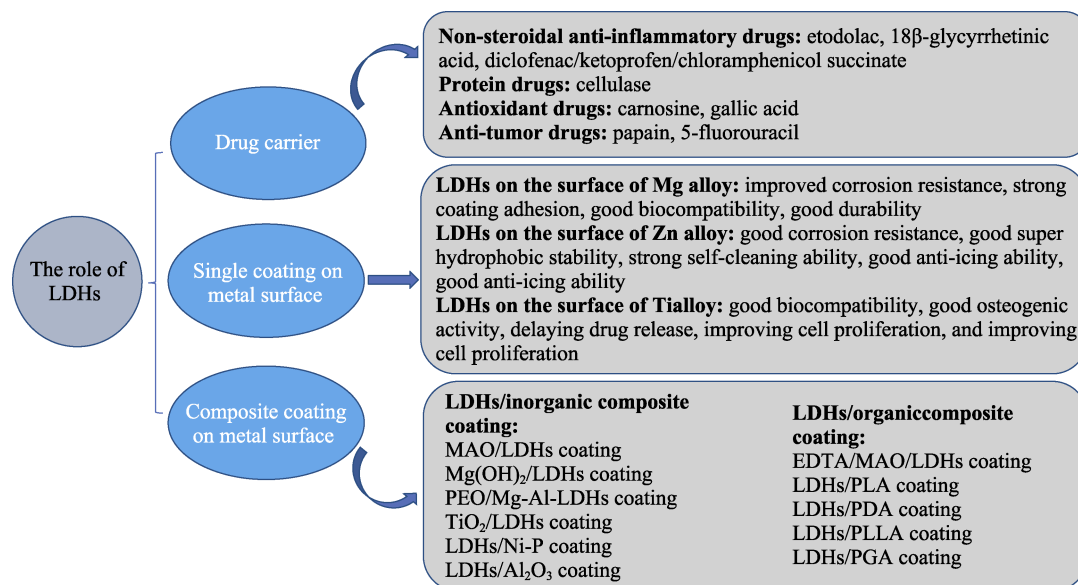 The role of
LDHs
Drug carrier
Non-steroidal anti-inflammatory drugs: etodolac, 18β-glycyrrhetinic
acid, diclofenac/ketoprofen/chloramphenicol succinate
Protein drugs: cellulase
Antioxidant drugs: carnosine, gallic acid
Anti-tumor drugs: papain, 5-fluorouracil
Single coating on
metal surface
LDHs on the surface of Mg alloy: improved corrosion resistance, strong
coating adhesion, good biocompatibility, good durability
LDHs on the surface of Zn alloy: good corrosion resistance, good super
hydrophobic stability, strong self-cleaning ability, good anti-icing ability,
good anti-icing ability
LDHs on the surface of Tialloy: good biocompatibility, good osteogenic
activity, delaying drug release, improving cell proliferation, and improving
cell proliferation
Composite coating
on metal surface
LDHs/inorganic composite
coating:
MAO/LDHs coating
Mg(OH)₂/LDHs coating
PEO/Mg-Al-LDHs coating
TiO₂/LDHs coating
LDHs/Ni-P coating
LDHs/Al₂O₃ coating
LDHs/organiccomposite
coating:
EDTA/MAO/LDHs coating
LDHs/PLA coating
LDHs/PDA coating
LDHs/PLLA coating
LDHs/PGA coating